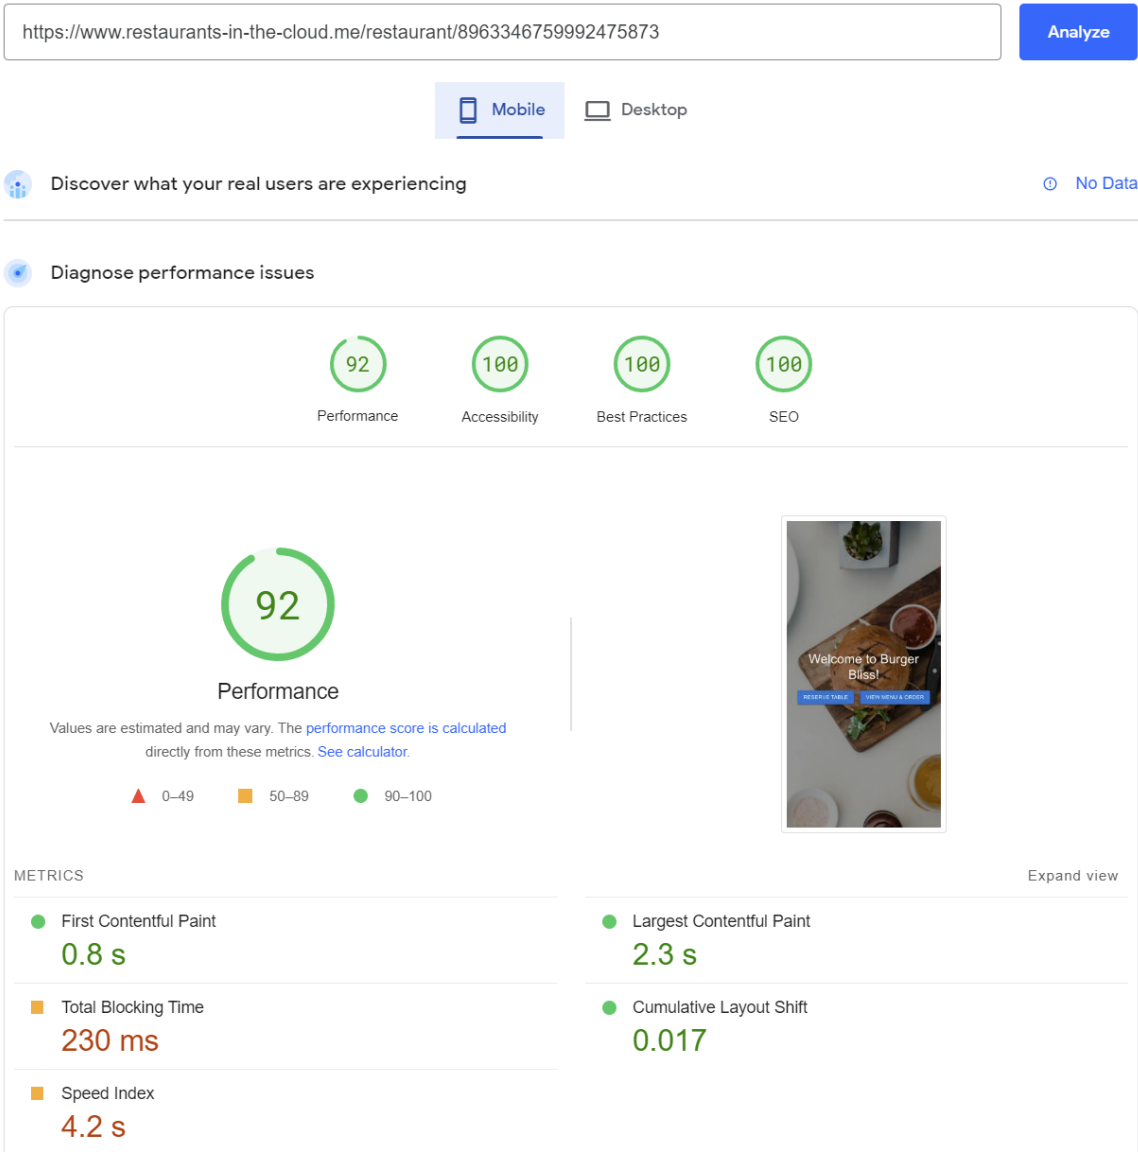 https://www.restaurants-in-the-cloud.me/restaurant/8963346759992475873
Analyze
Mobile
Desktop
Discover what your real users are experiencing
No Data
Diagnose performance issues
92
100
100
100
Performance
Accessibility
Best Practices
SEO
92
Performance
Values are estimated and may vary. The performance score is calculated
directly from these metrics. See calculator.
0–49
50–89
90–100
Welcome to Burger
Bliss!
RESERVE TABLE
VIEW MENU & ORDER
METRICS
Expand view
First Contentful Paint
0.8 s
Largest Contentful Paint
2.3 s
Total Blocking Time
230 ms
Cumulative Layout Shift
0.017
Speed Index
4.2 s